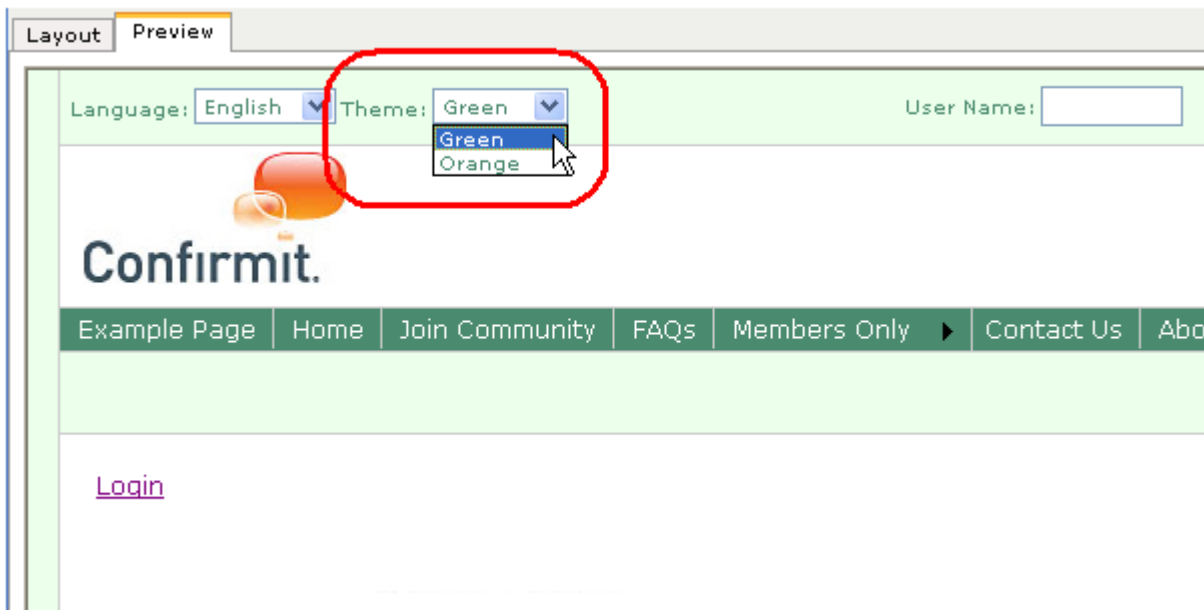 Layout Preview
Language: English Theme: Green User Name:
Green
Orange
Confirmit.
Example Page Home Join Community FAQs Members Only Contact Us Abo
Login